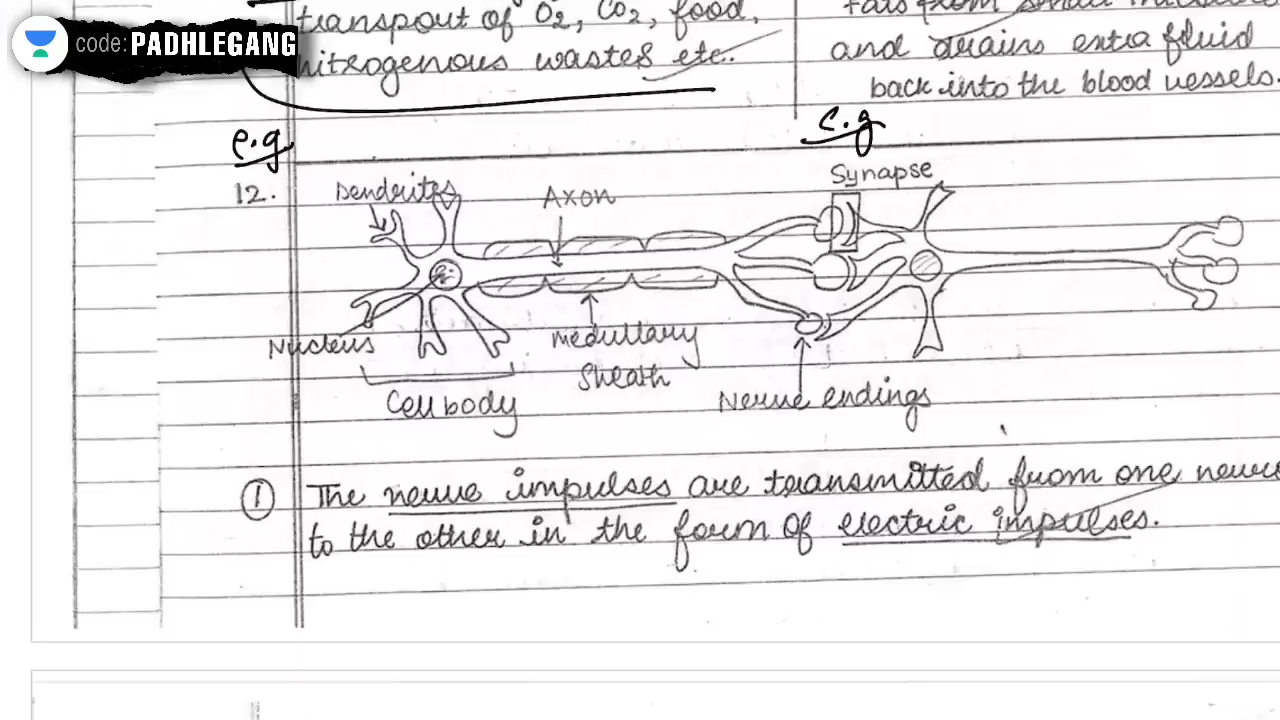 code: PADHLEGANG
transport of O2, CO2, food,
nitrogenous wastes etc.
and drains extra fluid
back into the blood vessels.
e.g
e.g
12.
Synapse
Dendrites
Axon
Nucleus
Medullary
Sheath
Cell body
Nerve endings
① The nerve impulses are transmitted from one
to the other in the form of electric impulses.